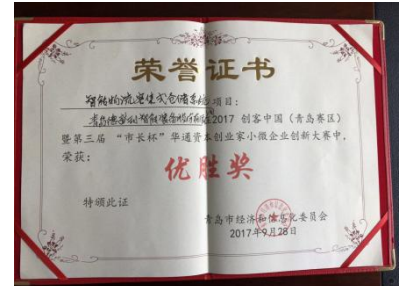 荣誉证书
智能物流密集式仓储系统项目:
2017 创客中国（青岛赛区）
暨第三届 “市长杯”华通资本创业家小微企业创新大赛中,
荣获:
优胜奖
特颁此证
青岛市经济和信息化委员会
2017年9月28日